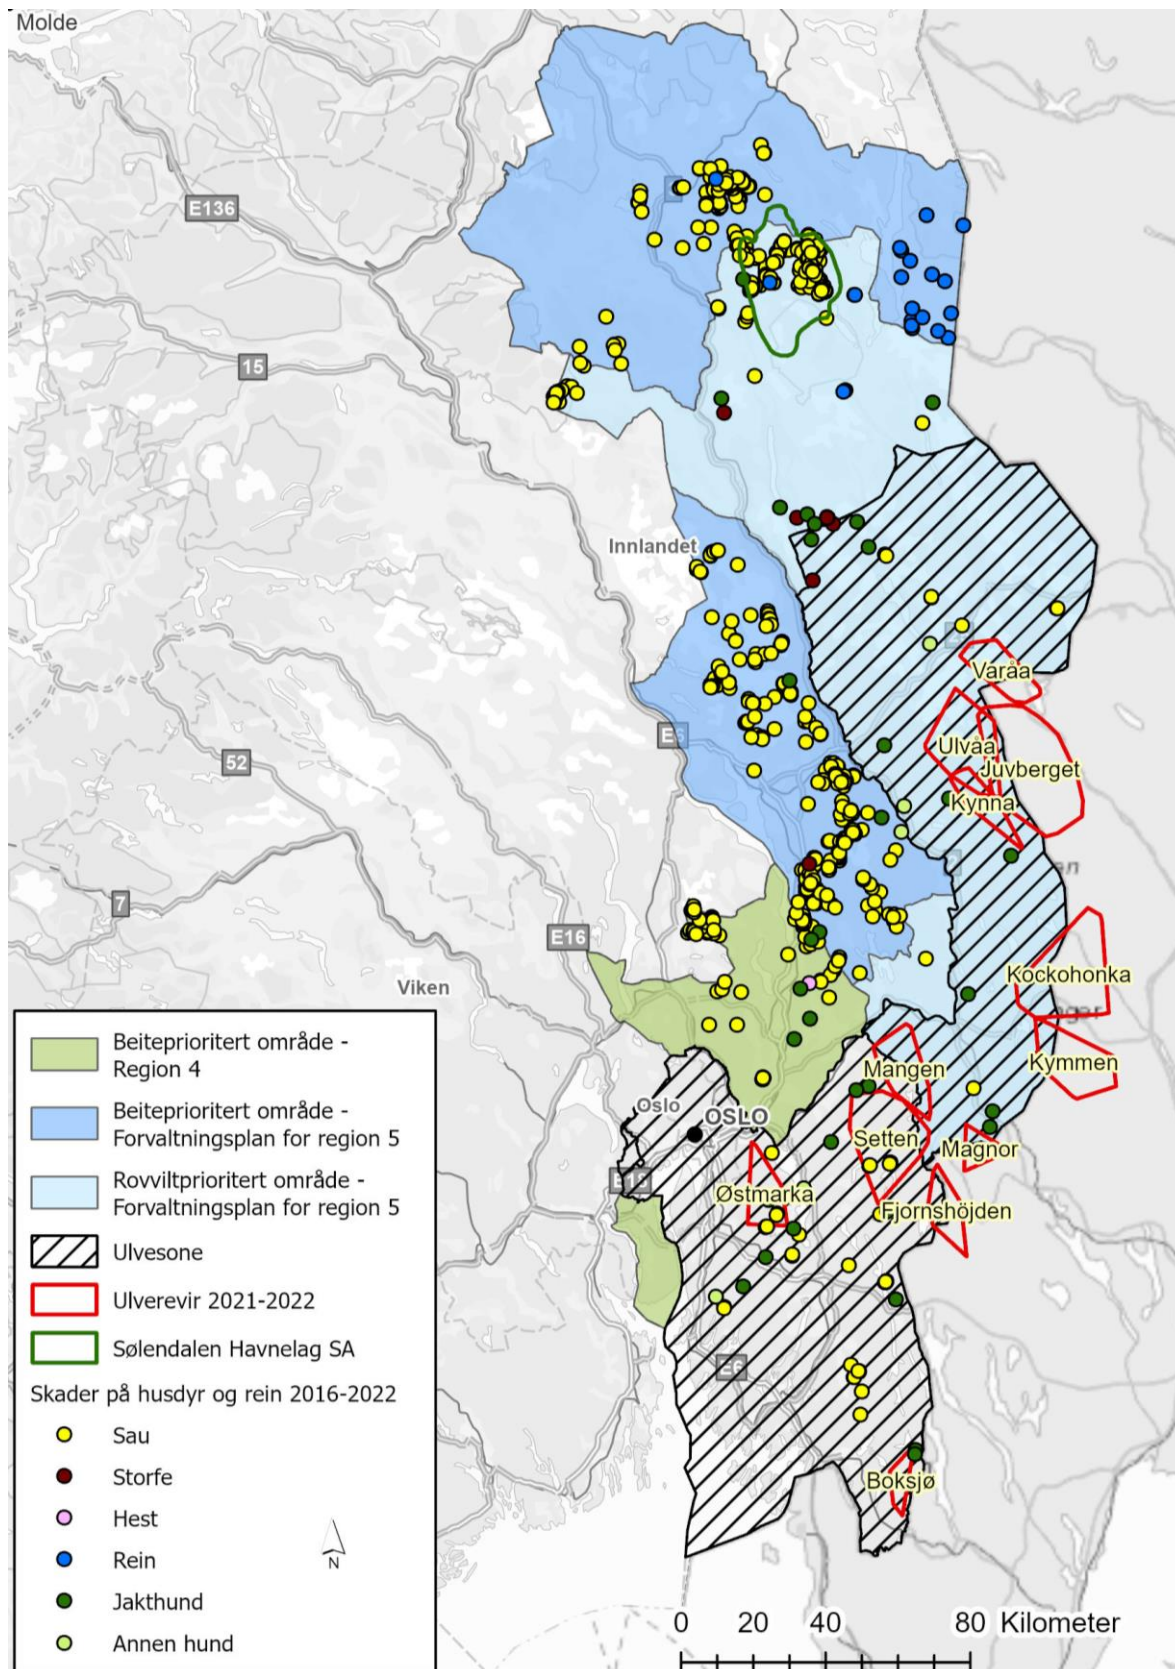 Molde
E136
15
Innlandet
E6
52
Varåa
Ulvåa
Juvberget
Kynna
7
E16
Kockohonka
Viken
Kymmen
Mangen
Oslo
OSLO
Setten
Magnor
Østmarka
Fjornshöjden
E6
Boksjø
Beiteprioritert område -
Region 4
Beiteprioritert område -
Forvaltningsplan for region 5
Rovviltprioritert område -
Forvaltningsplan for region 5
Ulvesone
Ulverevir 2021-2022
Sølendalen Havnelag SA
Skader på husdyr og rein 2016-2022
Sau
Storfe
Hest
Rein
Jakthund
Annen hund
N
0 20 40 80 Kilometer